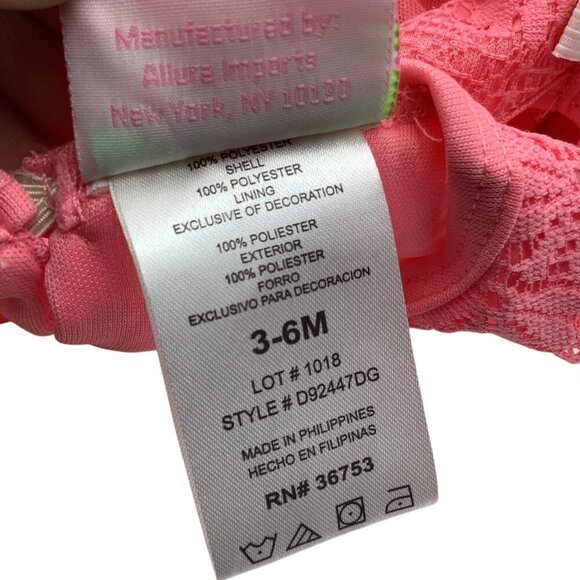 Manufactured by:
Allura Imports
New York, NY 10120
100% POLYESTER
SHELL
100% POLYESTER
LINING
EXCLUSIVE OF DECORATION
100% POLIESTER
EXTERIOR
100% POLIESTER
FORRO
EXCLUSIVO PARA DECORACION
3-6M
LOT # 1018
STYLE # D92447DG
MADE IN PHILIPPINES
HECHO EN FILIPINAS
RN# 36753